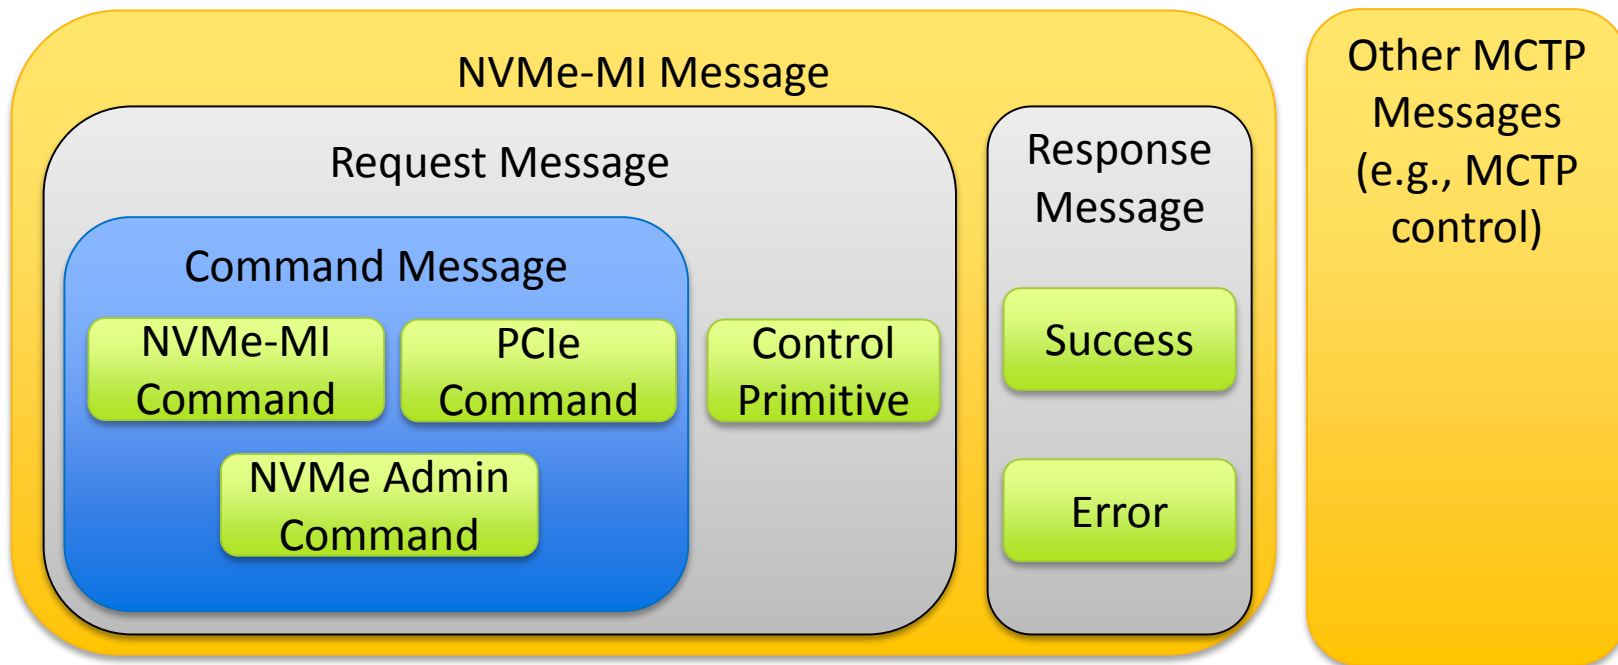 NVMe-MI Message
Request Message
Command Message
NVMe-MI
Command
PCIe
Command
NVMe Admin
Command
Control
Primitive
Response
Message
Success
Error
Other MCTP
Messages
(e.g., MCTP
control)